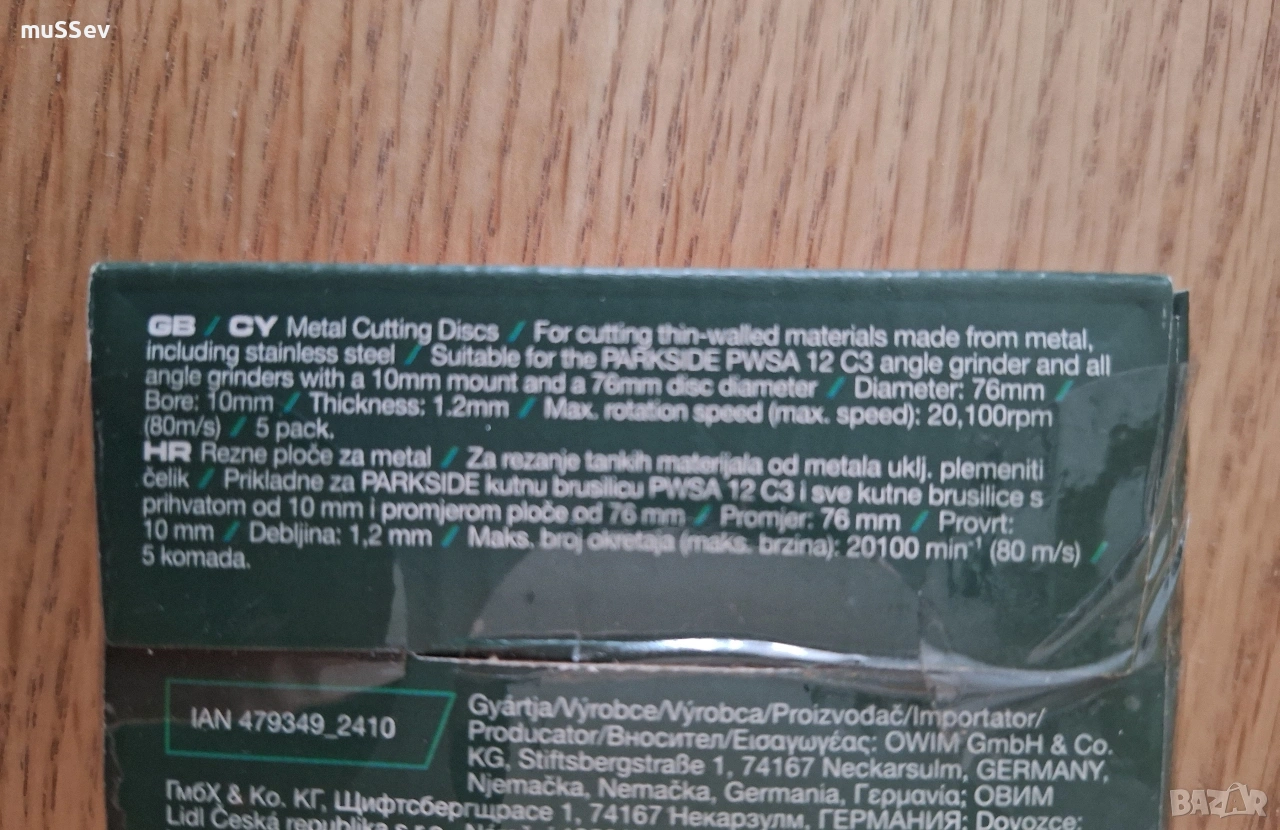 muSSev
GB / CY Metal Cutting Discs / For cutting thin-walled materials made from metal,
including stainless steel / Suitable for the PARKSIDE PWSA 12 C3 angle grinder and all
angle grinders with a 10mm mount and a 76mm disc diameter / Diameter: 76mm /
Bore: 10mm / Thickness: 1.2mm / Max. rotation speed (max. speed): 20,100rpm
(80m/s) / 5 pack.
HR Rezne ploče za metal / Za rezanje tankih materijala od metala uklj. plemeniti
čelik / Prikladne za PARKSIDE kutnu brusilicu PWSA 12 C3 i sve kutne brusilice s
prihvatom od 10 mm i promjerom ploče od 76 mm / Promjer: 76 mm / Provrt:
10 mm / Debljina: 1,2 mm / Maks. broj okretaja (maks. brzina): 20100 min⁻¹ (80 m/s) /
5 komada.
IAN 479349_2410
Gyártja/Výrobce/Výrobca/Proizvođač/Importator/
Producator/Вносител/Εισαγωγέας: OWIM GmbH & Co.
KG, Stiftsbergstraße 1, 74167 Neckarsulm, GERMANY,
Njemačka, Nemačka, Germania, Γερμανία; ОВИМ
ГмбХ & Ко. КГ, Щифтсбергщрасе 1, 74167 Некарзулм, ГЕРМАНИЯ; Dovozce:
Lidl Česká republika
BAZAR